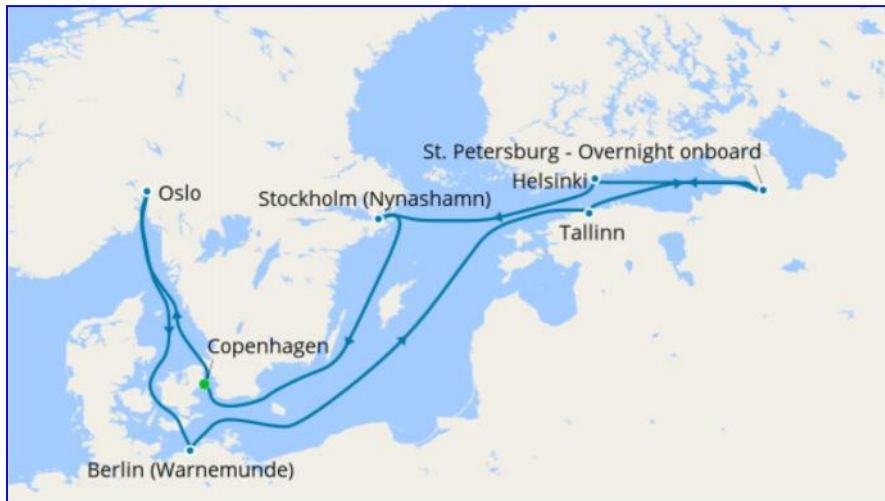 St. Petersburg - Overnight onboard
Helsinki
Oslo
Stockholm (Nynashamn)
Tallinn
Copenhagen
Berlin (Warnemunde)